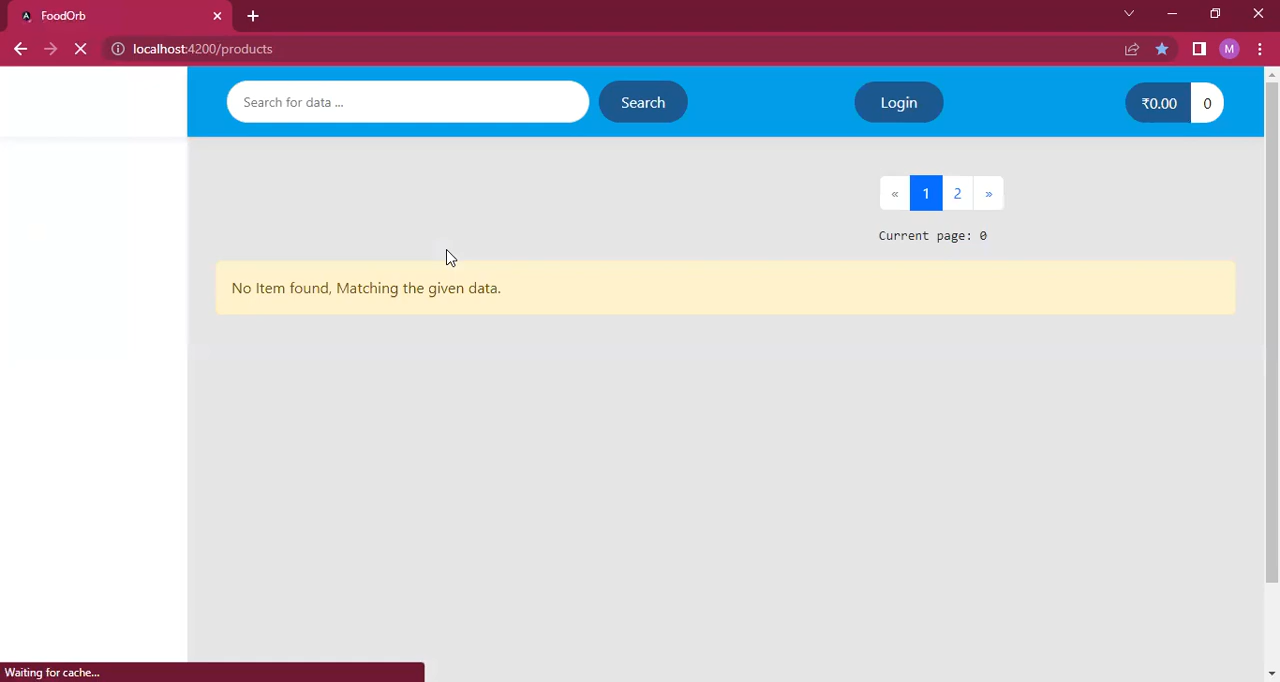 FoodOrb
localhost:4200/products
M
Search for data ...
Search
Login
₹0.00 0
« 1 2 »
Current page: 0
No Item found, Matching the given data.
Waiting for cache...